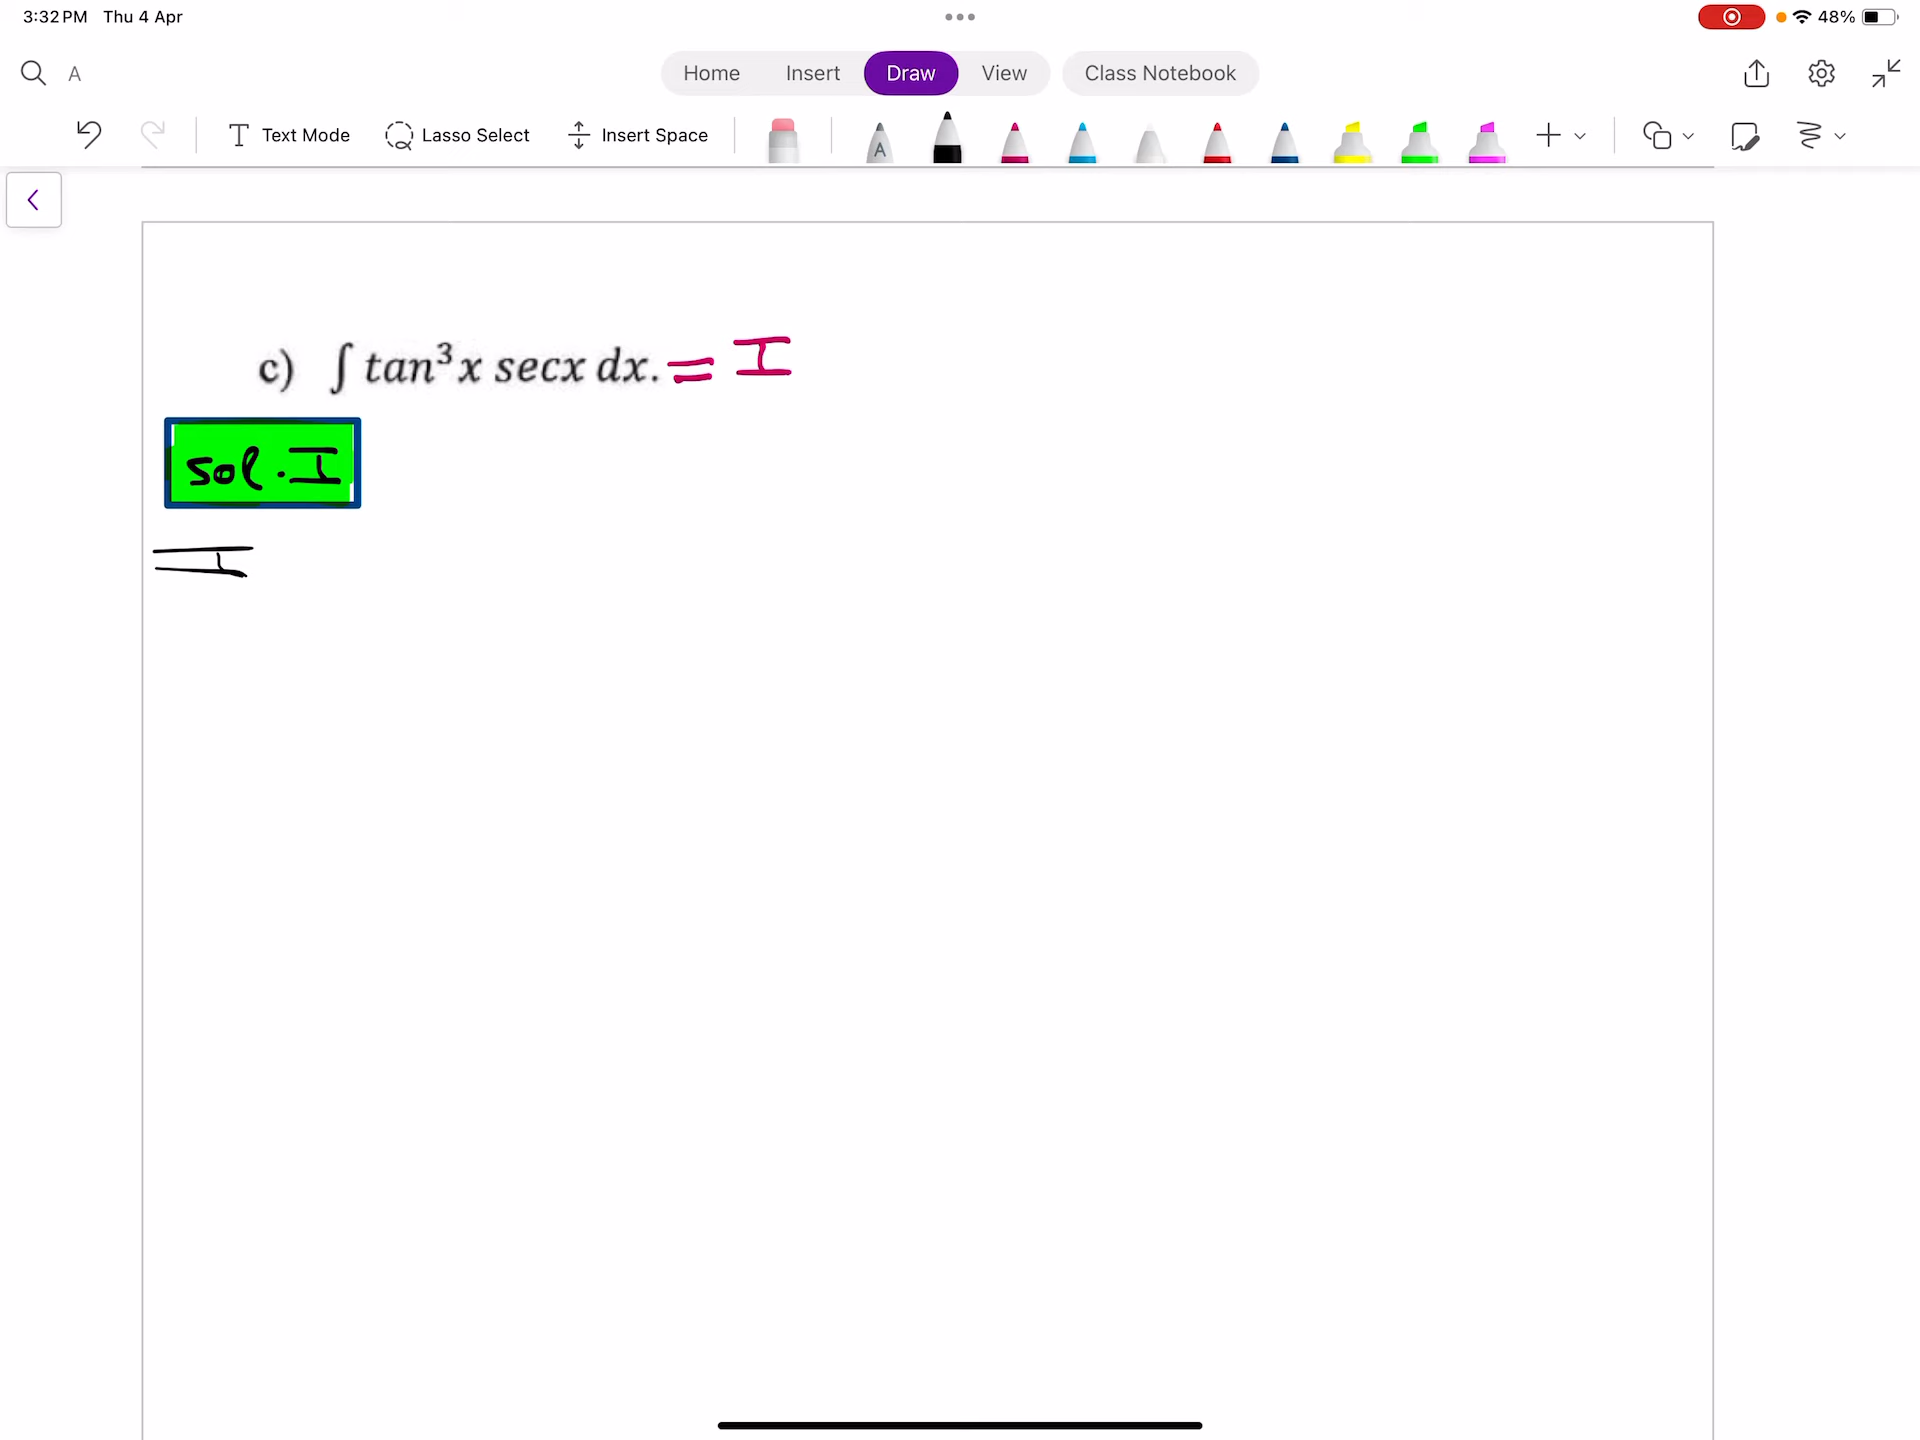 3:32 PM Thu 4 Apr
48%
A
Home Insert Draw View Class Notebook
Text Mode Lasso Select Insert Space
A
c) ∫ tan³x secx dx. = I
sol. I
I